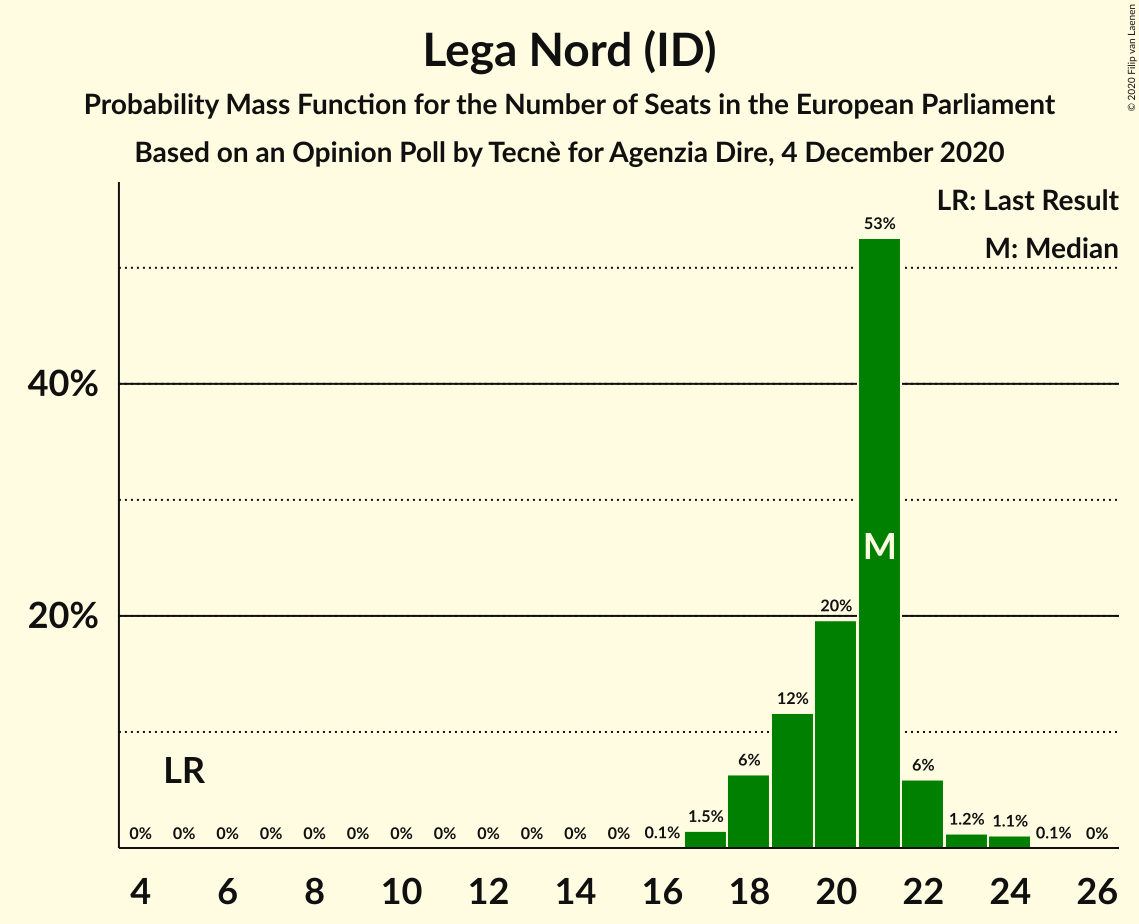 Lega Nord (ID)
Probability Mass Function for the Number of Seats in the European Parliament
Based on an Opinion Poll by Tecnè for Agenzia Dire, 4 December 2020
© 2020 Filip van Laenen
LR: Last Result
M: Median
40%
20%
LR
M
0% 0% 0% 0% 0% 0% 0% 0% 0% 0% 0% 0% 0.1% 1.5% 6% 12% 20% 53% 6% 1.2% 1.1% 0.1% 0%
4 6 8 10 12 14 16 18 20 22 24 26